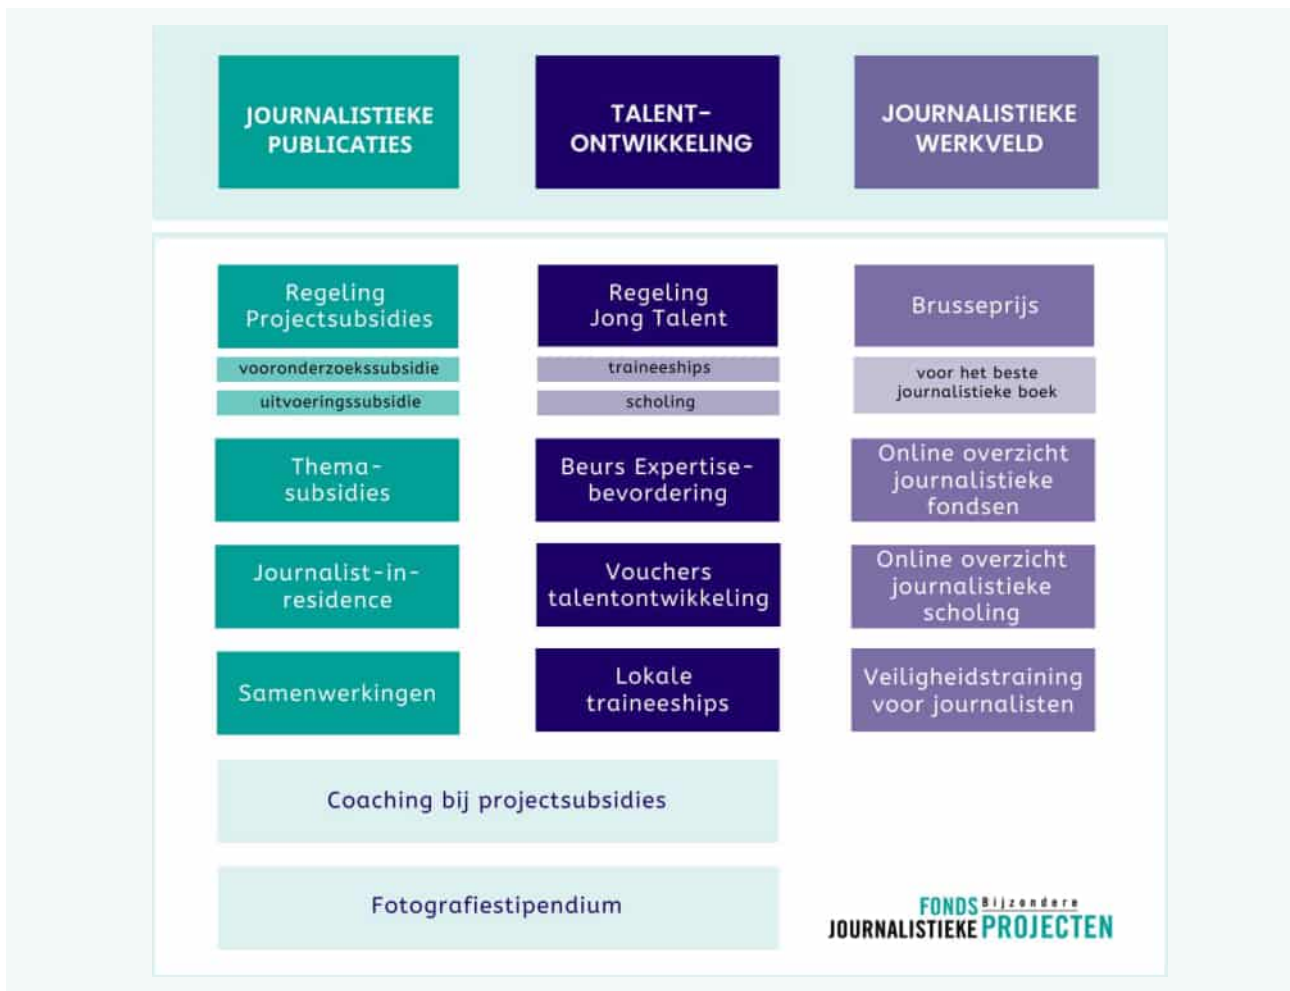 JOURNALISTIEKE
PUBLICATIES
TALENT-
ONTWIKKELING
JOURNALISTIEKE
WERKVELD
Regeling
Projectsubsidies
vooronderzoekssubsidie
uitvoeringssubsidie
Thema-
subsidies
Journalist-in-
residence
Samenwerkingen
Regeling
Jong Talent
traineeships
scholing
Beurs Expertise-
bevordering
Vouchers
talentontwikkeling
Lokale
traineeships
Brusseprijs
voor het beste
journalistieke boek
Online overzicht
journalistieke
fondsen
Online overzicht
journalistieke
scholing
Veiligheidstraining
voor journalisten
Coaching bij projectsubsidies
Fotografiestipendium
FONDS Bijzondere
JOURNALISTIEKE PROJECTEN